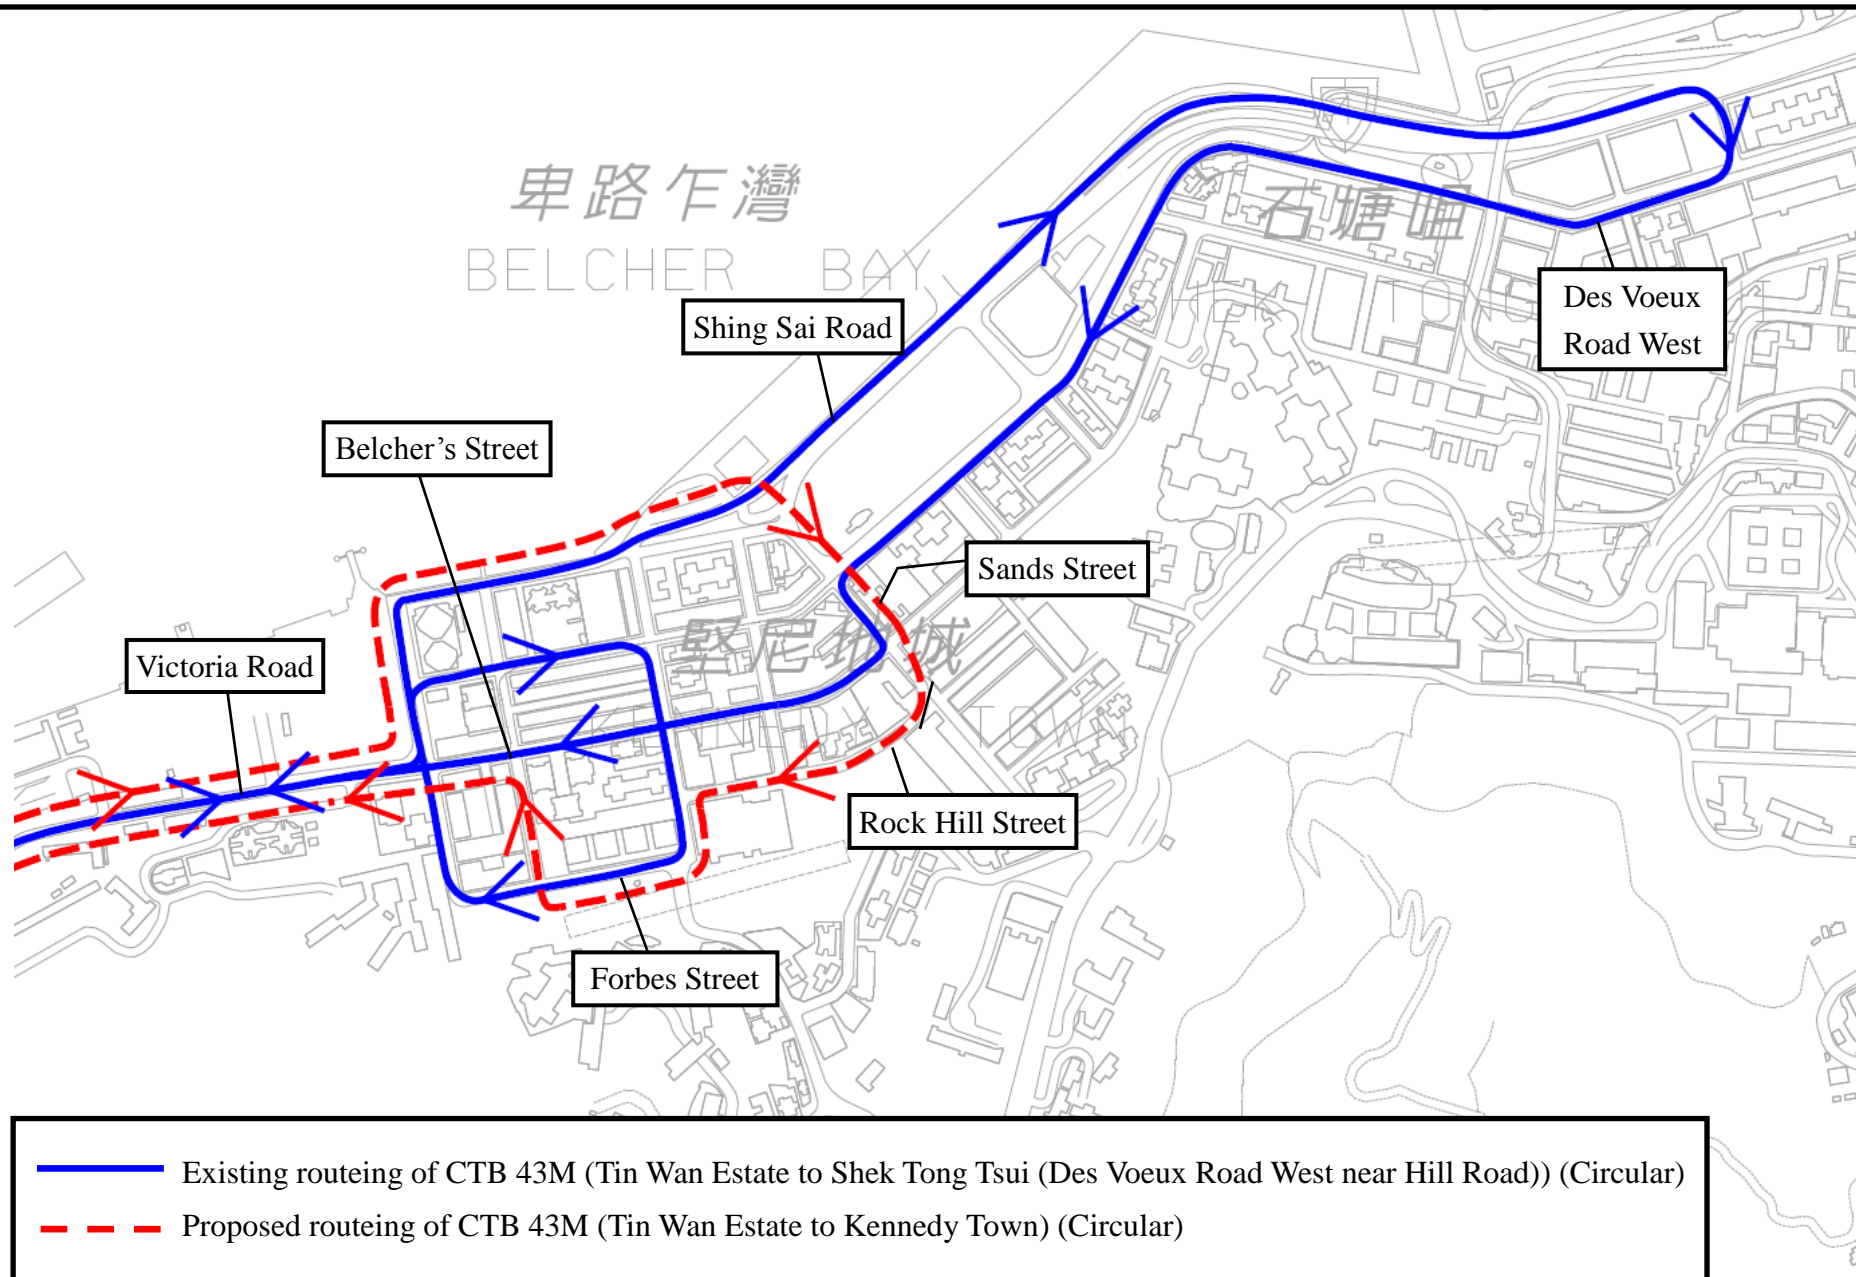 卑路乍灣
BELCHER BAY
石塘咀
Des Voeux
Road West
Shing Sai Road
Belcher’s Street
Sands Street
堅尼地城
Victoria Road
KENNEDY TOWN
Rock Hill Street
Forbes Street
Existing routeing of CTB 43M (Tin Wan Estate to Shek Tong Tsui (Des Voeux Road West near Hill Road)) (Circular)
Proposed routeing of CTB 43M (Tin Wan Estate to Kennedy Town) (Circular)